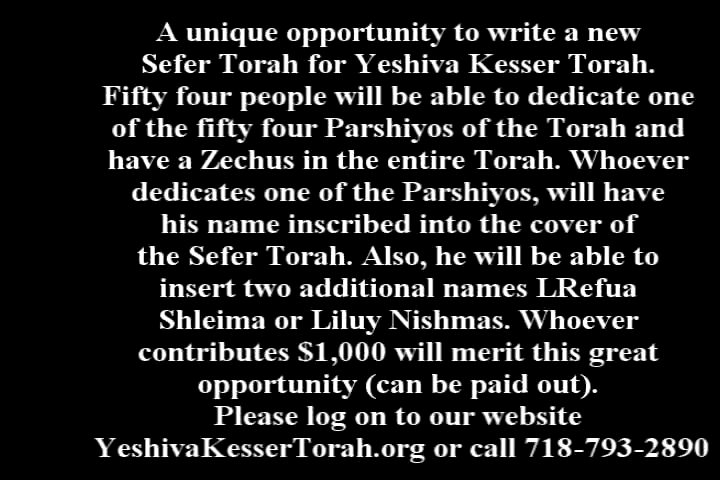 A unique opportunity to write a new
Sefer Torah for Yeshiva Kesser Torah.
Fifty four people will be able to dedicate one
of the fifty four Parshiyos of the Torah and
have a Zechus in the entire Torah. Whoever
dedicates one of the Parshiyos, will have
his name inscribed into the cover of
the Sefer Torah. Also, he will be able to
insert two additional names LRefua
Shleima or Liluy Nishmas. Whoever
contributes $1,000 will merit this great
opportunity (can be paid out).
Please log on to our website
YeshivaKesserTorah.org or call 718-793-2890